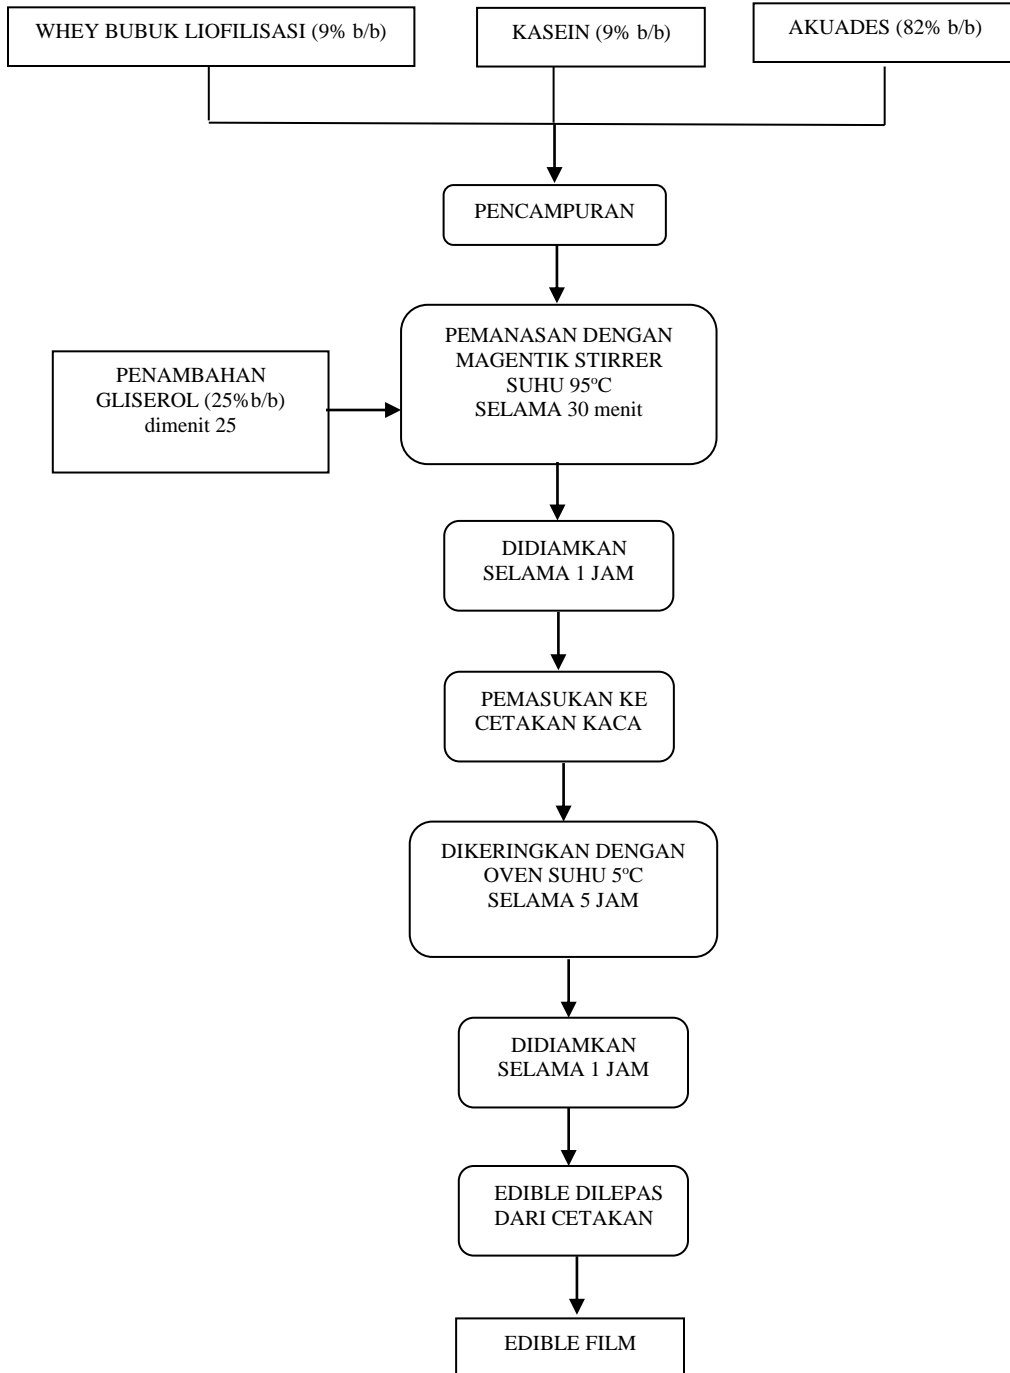 WHEY BUBUK LIOFILISASI (9% b/b)
KASEIN (9% b/b)
AKUADES (82% b/b)
PENCAMPURAN
PEMANASAN DENGAN
MAGENTIK STIRRER
SUHU 95°C
SELAMA 30 menit
PENAMBAHAN
GLISEROL (25%b/b)
dimenit 25
DIDIAMKAN
SELAMA 1 JAM
PEMASUKAN KE
CETAKAN KACA
DIKERINGKAN DENGAN
OVEN SUHU 5°C
SELAMA 5 JAM
DIDIAMKAN
SELAMA 1 JAM
EDIBLE DILEPAS
DARI CETAKAN
EDIBLE FILM